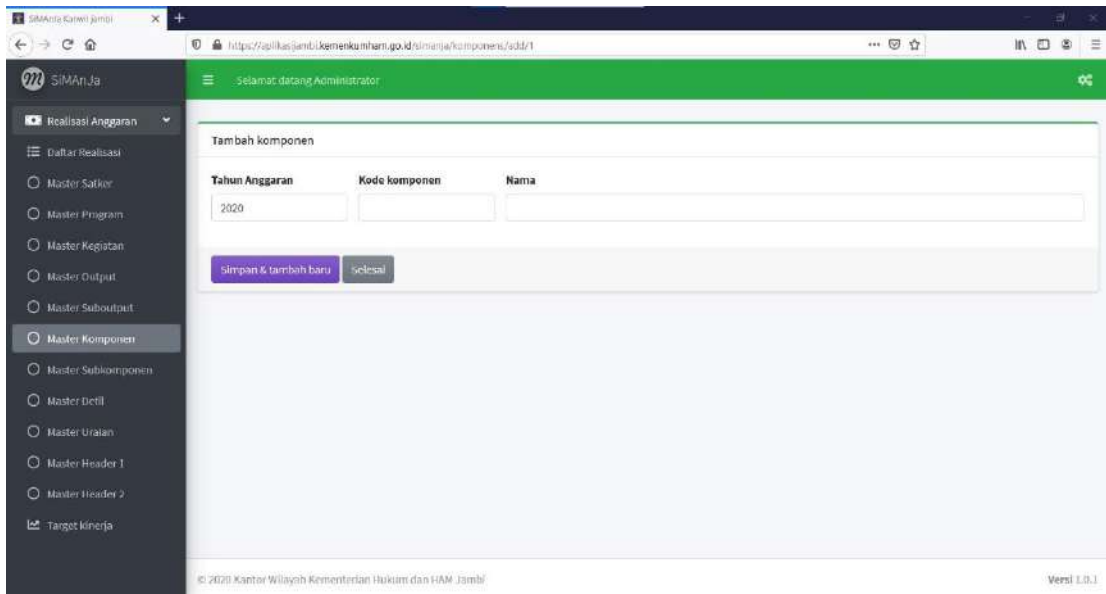 SiMAnJa Kanwil Jambi
https://aplikasijambi.kemenkumham.go.id/simanja/komponens/add/1
SiMAnJa
Selamat datang Administrator
Realisasi Anggaran
Daftar Realisasi
Master Satker
Master Program
Master Kegiatan
Master Output
Master Suboutput
Master Komponen
Master Subkomponen
Master Detil
Master Uraian
Master Header 1
Master Header 2
Target kinerja
Tambah komponen
Tahun Anggaran Kode komponen Nama
2020
Simpan & tambah baru Selesai
© 2020 Kantor Wilayah Kementerian Hukum dan HAM Jambi
Versi 1.0.1